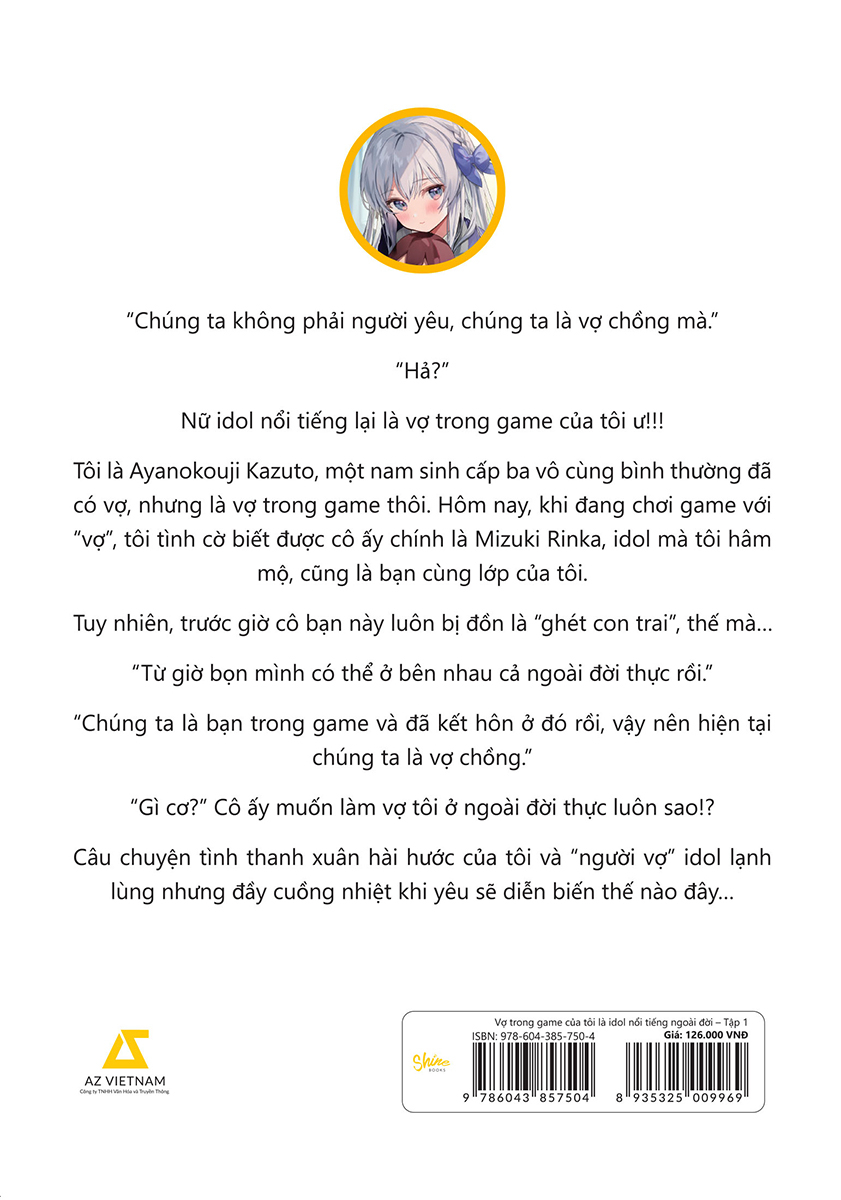 “Chúng ta không phải người yêu, chúng ta là vợ chồng mà.”
“Hả?”
Nữ idol nổi tiếng lại là vợ trong game của tôi ư!!!
Tôi là Ayanokouji Kazuto, một nam sinh cấp ba vô cùng bình thường đã
có vợ, nhưng là vợ trong game thôi. Hôm nay, khi đang chơi game với
“vợ”, tôi tình cờ biết được cô ấy chính là Mizuki Rinka, idol mà tôi hâm
mộ, cũng là bạn cùng lớp của tôi.
Tuy nhiên, trước giờ cô bạn này luôn bị đồn là “ghét con trai”, thế mà...
“Từ giờ bọn mình có thể ở bên nhau cả ngoài đời thực rồi.”
“Chúng ta là bạn trong game và đã kết hôn ở đó rồi, vậy nên hiện tại
chúng ta là vợ chồng.”
“Gì cơ?” Cô ấy muốn làm vợ tôi ở ngoài đời thực luôn sao!?
Câu chuyện tình thanh xuân hài hước của tôi và “người vợ” idol lạnh
lùng nhưng đầy cuồng nhiệt khi yêu sẽ diễn biến thế nào đây...
AZ VIETNAM
Công ty TNHH Văn Hóa và Truyền Thông
Vợ trong game của tôi là idol nổi tiếng ngoài đời – Tập 1
ISBN: 978-604-385-750-4
Giá: 126.000 VNĐ
Shine
BOOKS
9 786043 857504
8 935325 009969